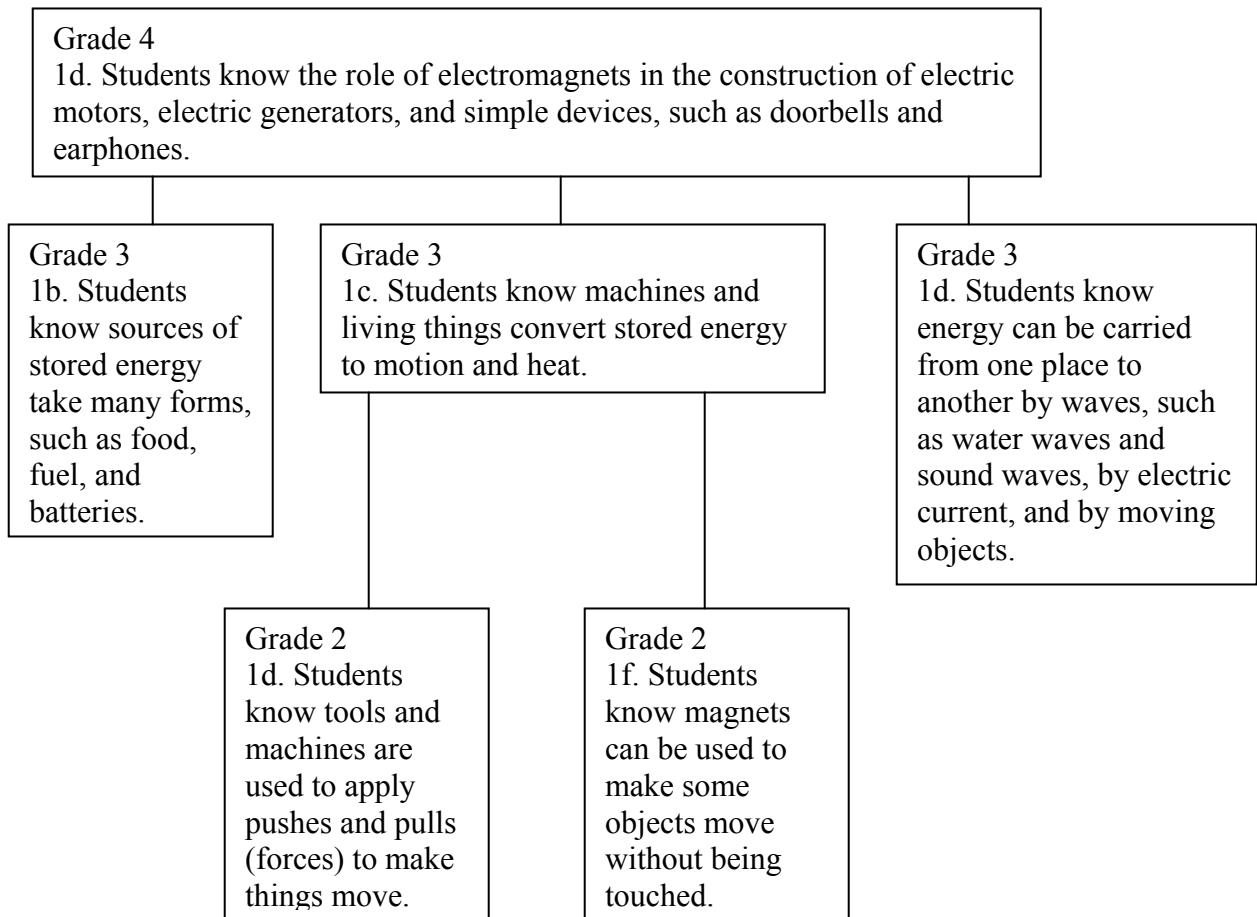 Grade 4
1d. Students know the role of electromagnets in the construction of electric
motors, electric generators, and simple devices, such as doorbells and
earphones.
Grade 3
1b. Students
know sources of
stored energy
take many forms,
such as food,
fuel, and
batteries.
Grade 3
1c. Students know machines and
living things convert stored energy
to motion and heat.
Grade 3
1d. Students know
energy can be carried
from one place to
another by waves, such
as water waves and
sound waves, by electric
current, and by moving
objects.
Grade 2
1d. Students
know tools and
machines are
used to apply
pushes and pulls
(forces) to make
things move.
Grade 2
1f. Students
know magnets
can be used to
make some
objects move
without being
touched.